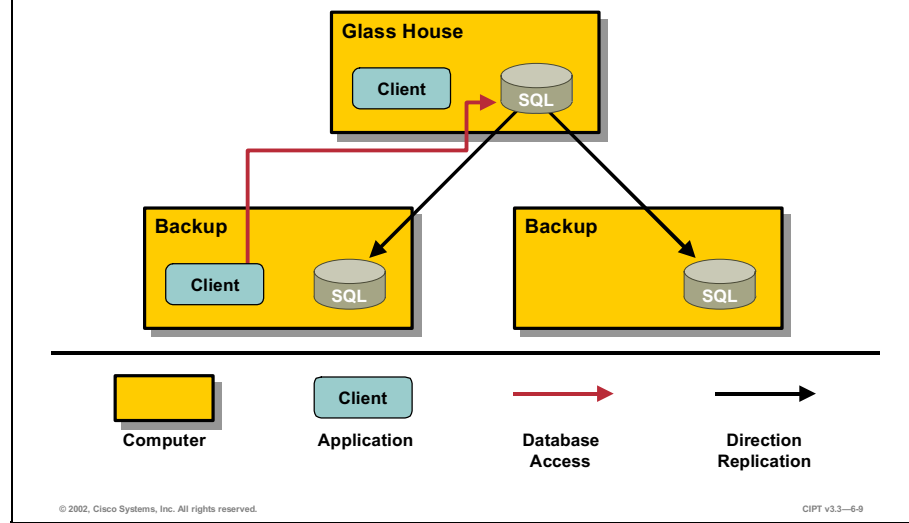 Glass House
Client
SQL
Backup
Backup
Client
SQL
SQL
Client
Computer
Application
Database
Access
Direction
Replication
© 2002, Cisco Systems, Inc. All rights reserved.
CIPT v3.3—6-9